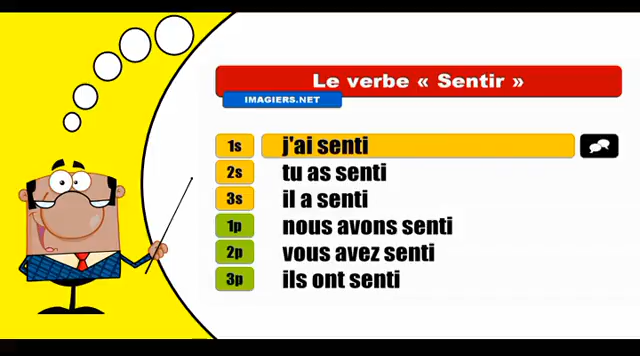 Le verbe « Sentir »
IMAGIERS.NET
1s j'ai senti
2s tu as senti
3s il a senti
1p nous avons senti
2p vous avez senti
3p ils ont senti